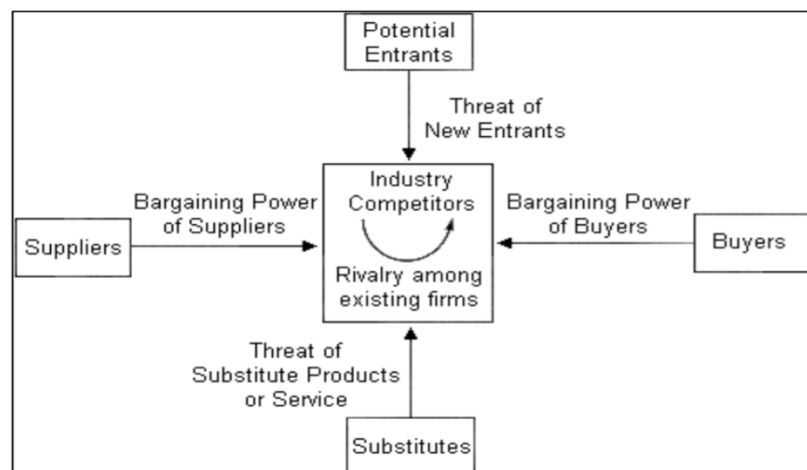 Potential
Entrants
Threat of
New Entrants
Industry
Competitors
Bargaining Power
of Suppliers
Bargaining Power
of Buyers
Suppliers
Buyers
Rivalry among
existing firms
Threat of
Substitute Products
or Service
Substitutes